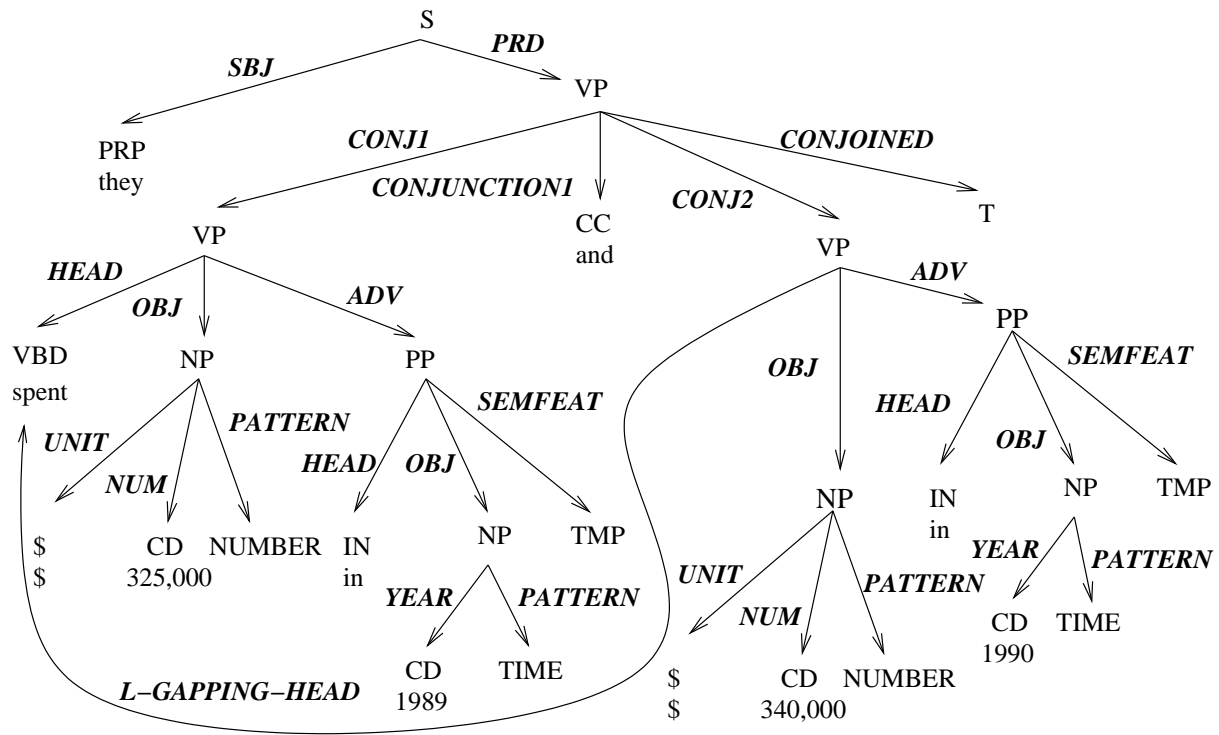 S
PRD
SBJ
VP
CONJ1
CONJOINED
PRP
they
CONJUNCTION1
CONJ2
T
CC
and
VP
VP
HEAD
OBJ
ADV
ADV
VBD
spent
NP
PP
PP
OBJ
SEMFEAT
SEMFEAT
HEAD
UNIT
PATTERN
OBJ
NUM
HEAD
OBJ
NP
IN
in
NP
TMP
$
$
CD
325,000
NUMBER
IN
in
NP
TMP
YEAR
PATTERN
UNIT
PATTERN
YEAR
PATTERN
NUM
CD
1990
TIME
CD
1989
TIME
L–GAPPING–HEAD
$
$
CD
340,000
NUMBER